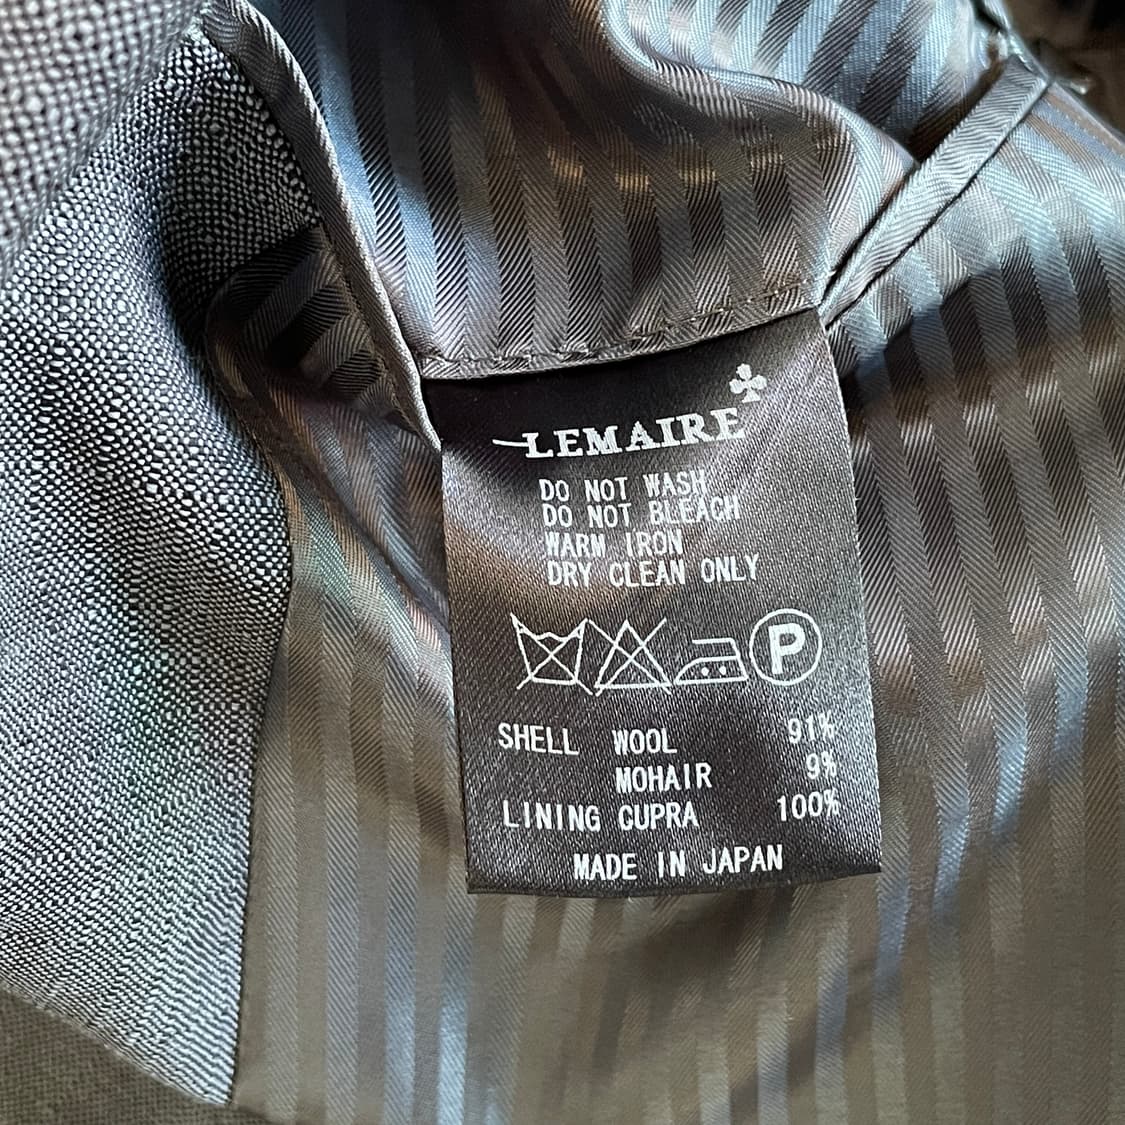 LEMAIRE
DO NOT WASH
DO NOT BLEACH
WARM IRON
DRY CLEAN ONLY
P
SHELL WOOL 91%
MOHAIR 9%
LINING CUPRA 100%
MADE IN JAPAN